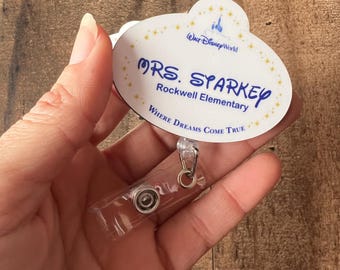 Walt Disney World
MRS. STARKEY
Rockwell Elementary
WHERE DREAMS COME TRUE